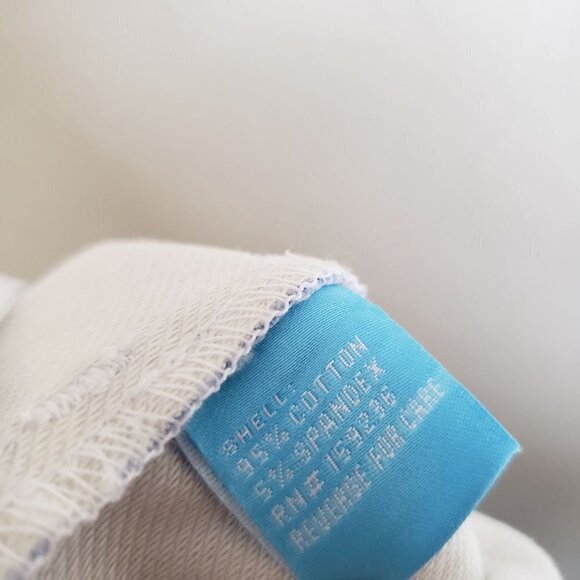 SHELL:
95% COTTON
5% SPANDEX
RN# 159236
REVERSE FOR CARE